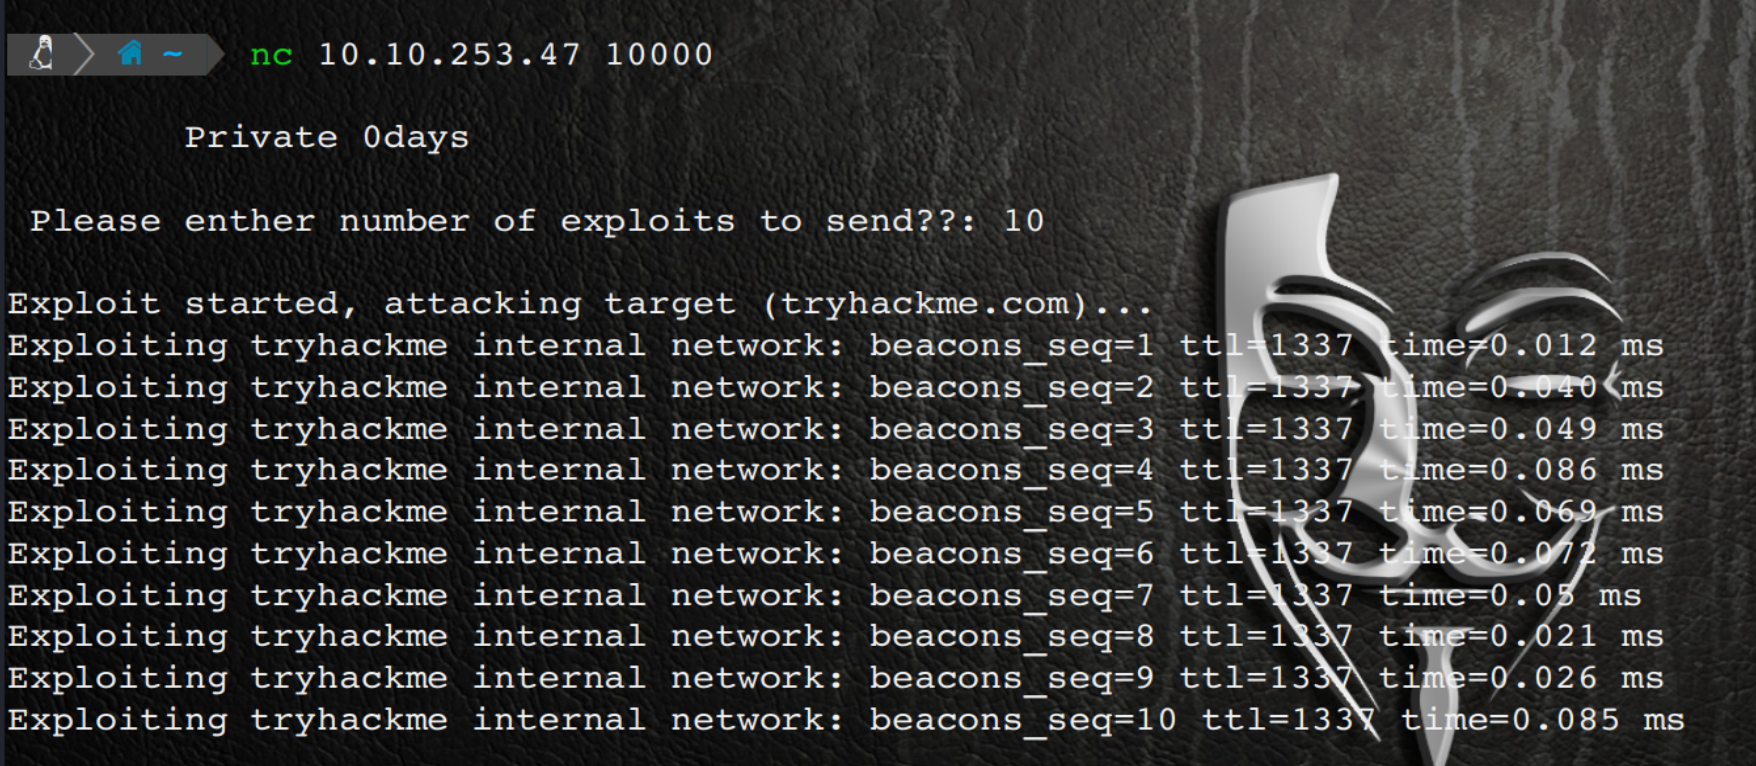 ~ nc 10.10.253.47 10000
Private 0days
Please enther number of exploits to send??: 10
Exploit started, attacking target (tryhackme.com)...
Exploiting tryhackme internal network: beacons_seq=1 ttl=1337 time=0.012 ms
Exploiting tryhackme internal network: beacons_seq=2 ttl=1337 time=0.040 ms
Exploiting tryhackme internal network: beacons_seq=3 ttl=1337 time=0.049 ms
Exploiting tryhackme internal network: beacons_seq=4 ttl=1337 time=0.086 ms
Exploiting tryhackme internal network: beacons_seq=5 ttl=1337 time=0.069 ms
Exploiting tryhackme internal network: beacons_seq=6 ttl=1337 time=0.072 ms
Exploiting tryhackme internal network: beacons_seq=7 ttl=1337 time=0.05 ms
Exploiting tryhackme internal network: beacons_seq=8 ttl=1337 time=0.021 ms
Exploiting tryhackme internal network: beacons_seq=9 ttl=1337 time=0.026 ms
Exploiting tryhackme internal network: beacons_seq=10 ttl=1337 time=0.085 ms